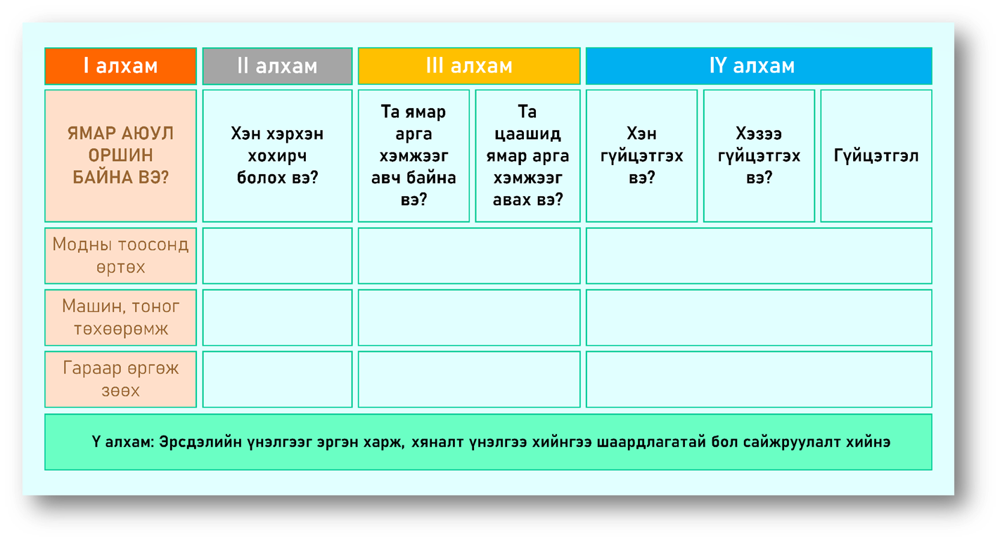 I алхам
II алхам
III алхам
IY алхам
ЯМАР АЮУЛ
ОРШИН
БАЙНА ВЭ?
Хэн хэрхэн
хохирч
болох вэ?
Та ямар
арга
хэмжээг
авч байна
вэ?
Та
цаашид
ямар арга
хэмжээг
авах вэ?
Хэн
гүйцэтгэх
вэ?
Хэзээ
гүйцэтгэх
вэ?
Гүйцэтгэл
Модны тоосонд
өртөх
Машин, тоног
төхөөрөмж
Гараар өргөж
зөөх
Y алхам: Эрсдэлийн үнэлгээг эргэн харж, хяналт үнэлгээ хийнгээ шаардлагатай бол сайжруулалт хийнэ